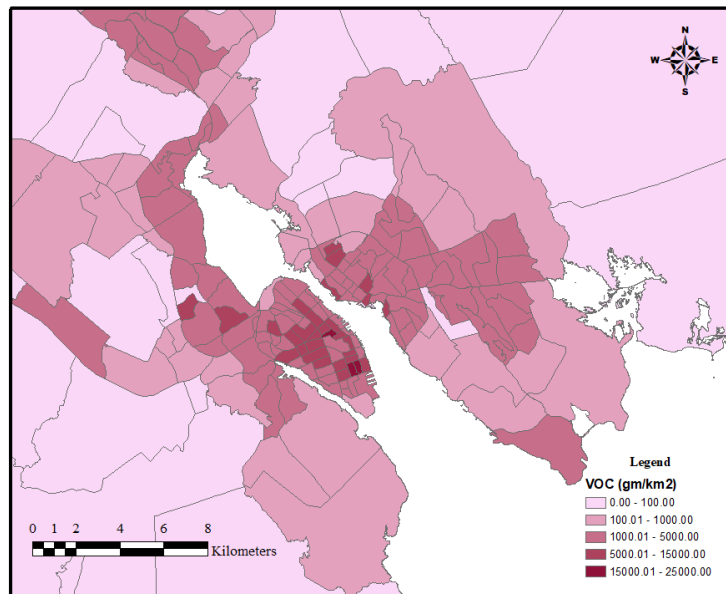 N
W E
S
Legend
VOC (gm/km2)
0.00 - 100.00
100.01 - 1000.00
1000.01 - 5000.00
5000.01 - 15000.00
15000.01 - 25000.00
0 1 2 4 6 8
Kilometers